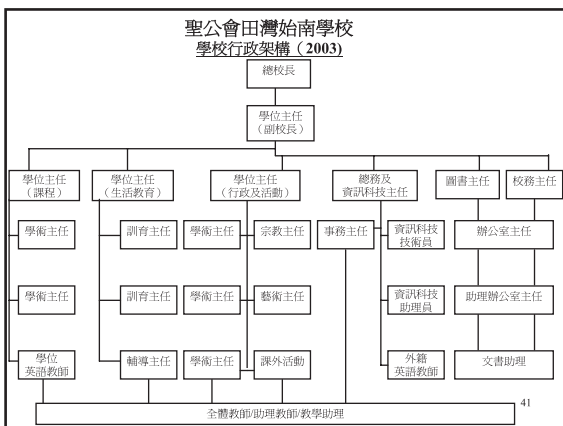 聖公會田灣始南學校
學校行政架構（2003）
總校長
學位主任
（副校長）
學位主任
（課程）
學位主任
（生活教育）
學位主任
（行政及活動）
總務及
資訊科技主任
圖書主任
校務主任
學術主任
訓育主任
學術主任
宗教主任
事務主任
資訊科技
技術員
辦公室主任
學術主任
訓育主任
學術主任
藝術主任
資訊科技
助理員
助理辦公室主任
學位
英語教師
輔導主任
學術主任
課外活動
外籍
英語教師
文書助理
全體教師/助理教師/教學助理
41